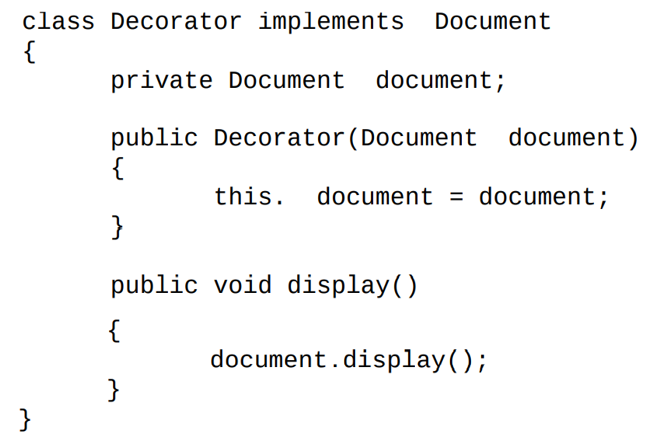 class Decorator implements  Document
{
private Document  document;
public Decorator(Document  document)
{
this.  document = document;
}
public void display()
{
document.display();
}
}